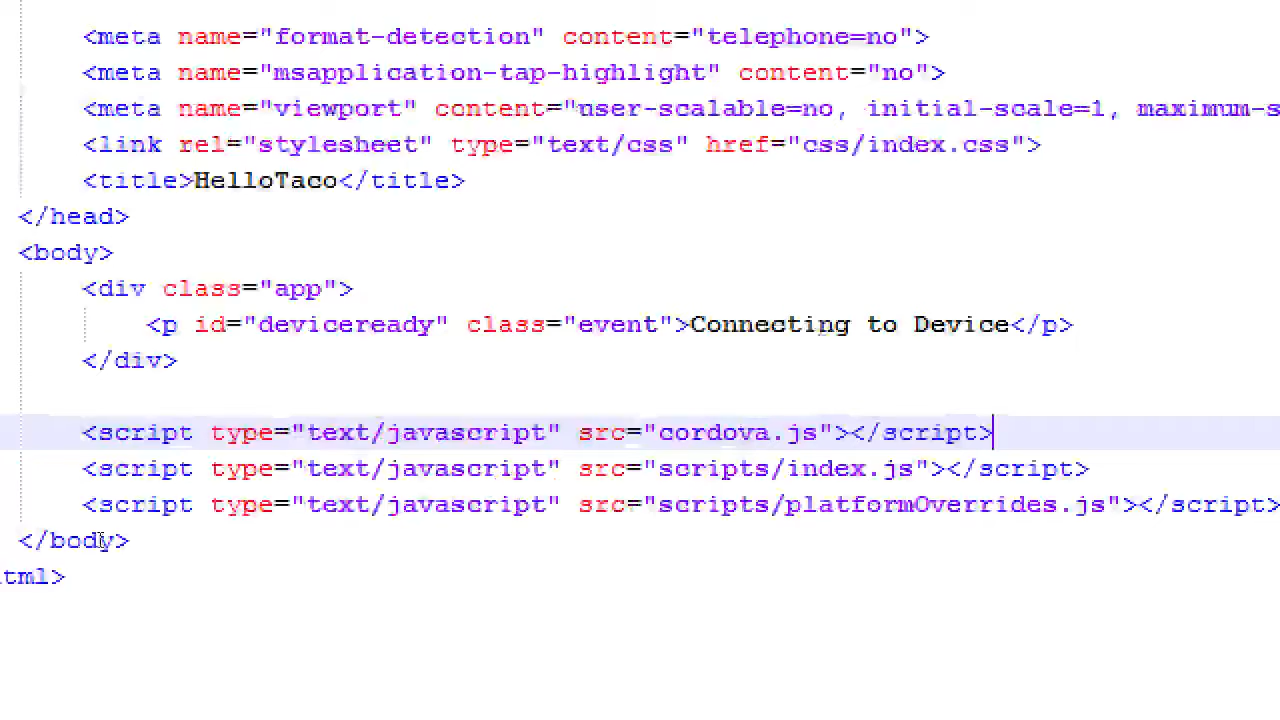 <meta name="format-detection" content="telephone=no">
<meta name="msapplication-tap-highlight" content="no">
<meta name="viewport" content="user-scalable=no, initial-scale=1, maximum-s
<link rel="stylesheet" type="text/css" href="css/index.css">
<title>HelloTaco</title>
</head>
<body>
<div class="app">
<p id="deviceready" class="event">Connecting to Device</p>
</div>
<script type="text/javascript" src="cordova.js"></script>
<script type="text/javascript" src="scripts/index.js"></script>
<script type="text/javascript" src="scripts/platformOverrides.js"></script>
</body>
tml>